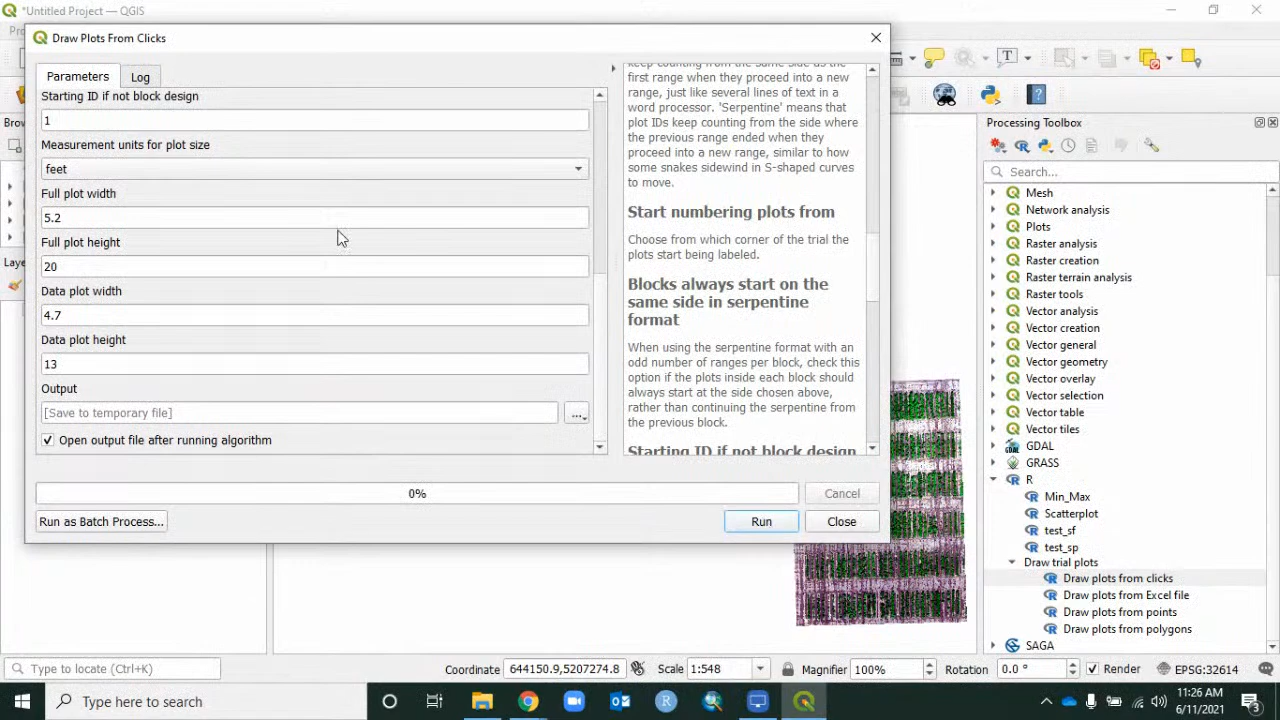 *Untitled Project — QGIS
Draw Plots From Clicks
Parameters
Log
Starting ID if not block design
1
Measurement units for plot size
feet
Full plot width
5.2
Full plot height
20
Data plot width
4.7
Data plot height
13
Output
[Save to temporary file]
...
Open output file after running algorithm
0%
Cancel
Run as Batch Process...
Run
Close
keep counting from the same side as the
first range when they proceed into a new
range, just like several lines of text in a
word processor. 'Serpentine' means that
plot IDs keep counting from the side where
the previous range ended when they
proceed into a new range, similar to how
some snakes sidewind in S-shaped curves
to move.
Start numbering plots from
Choose from which corner of the trial the
plots start being labeled.
Blocks always start on the
same side in serpentine
format
When using the serpentine format with an
odd number of ranges per block, check this
option if the plots inside each block should
always start at the side chosen above,
rather than continuing the serpentine from
the previous block.
Starting ID if not block design
Pr
Brow
Laye
Processing Toolbox
Search...
Mesh
Network analysis
Plots
Raster analysis
Raster creation
Raster terrain analysis
Raster tools
Vector analysis
Vector creation
Vector general
Vector geometry
Vector overlay
Vector selection
Vector table
Vector tiles
GDAL
GRASS
R
Min_Max
Scatterplot
test_sf
test_sp
Draw trial plots
Draw plots from clicks
Draw plots from Excel file
Draw plots from points
Draw plots from polygons
SAGA
Type to locate (Ctrl+K)
Coordinate 644150.9,5207274.8
Scale 1:548
Magnifier 100%
Rotation 0.0 °
Render
EPSG:32614
Type here to search
11:26 AM
6/11/2021
3